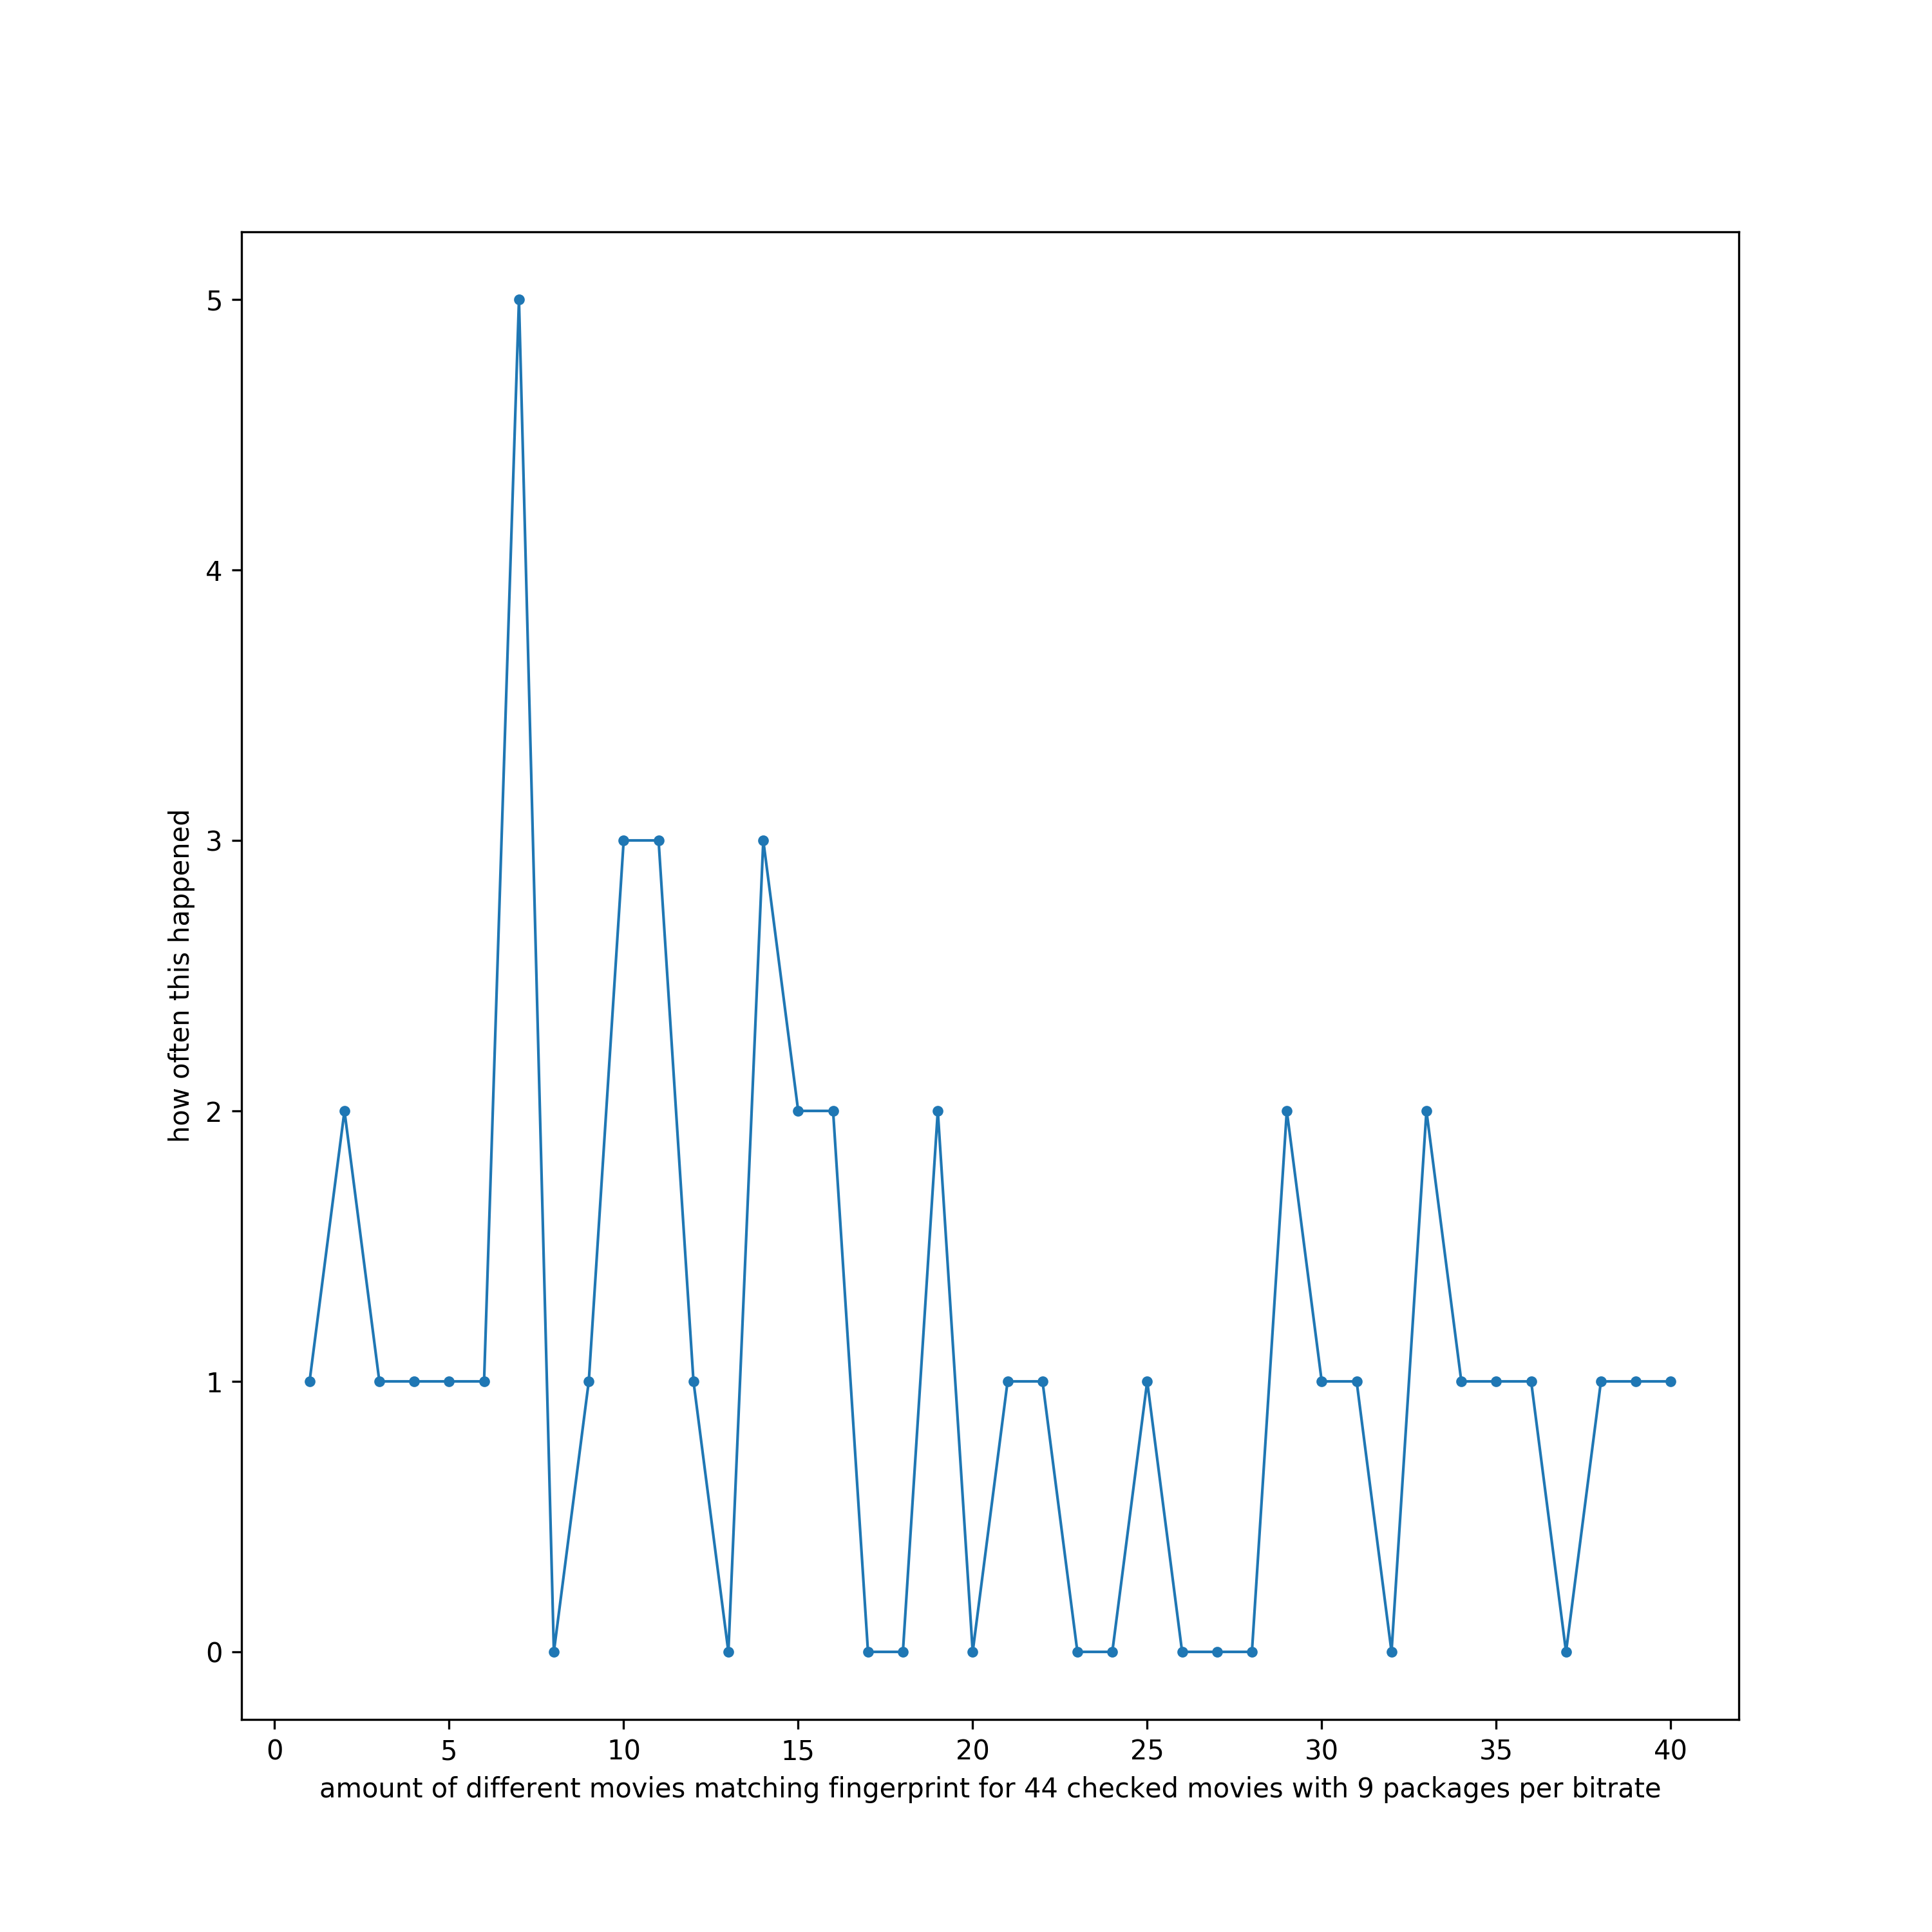 5
4
3
2
1
0
how often this happened
0 5 10 15 20 25 30 35 40
amount of different movies matching fingerprint for 44 checked movies with 9 packages per bitrate